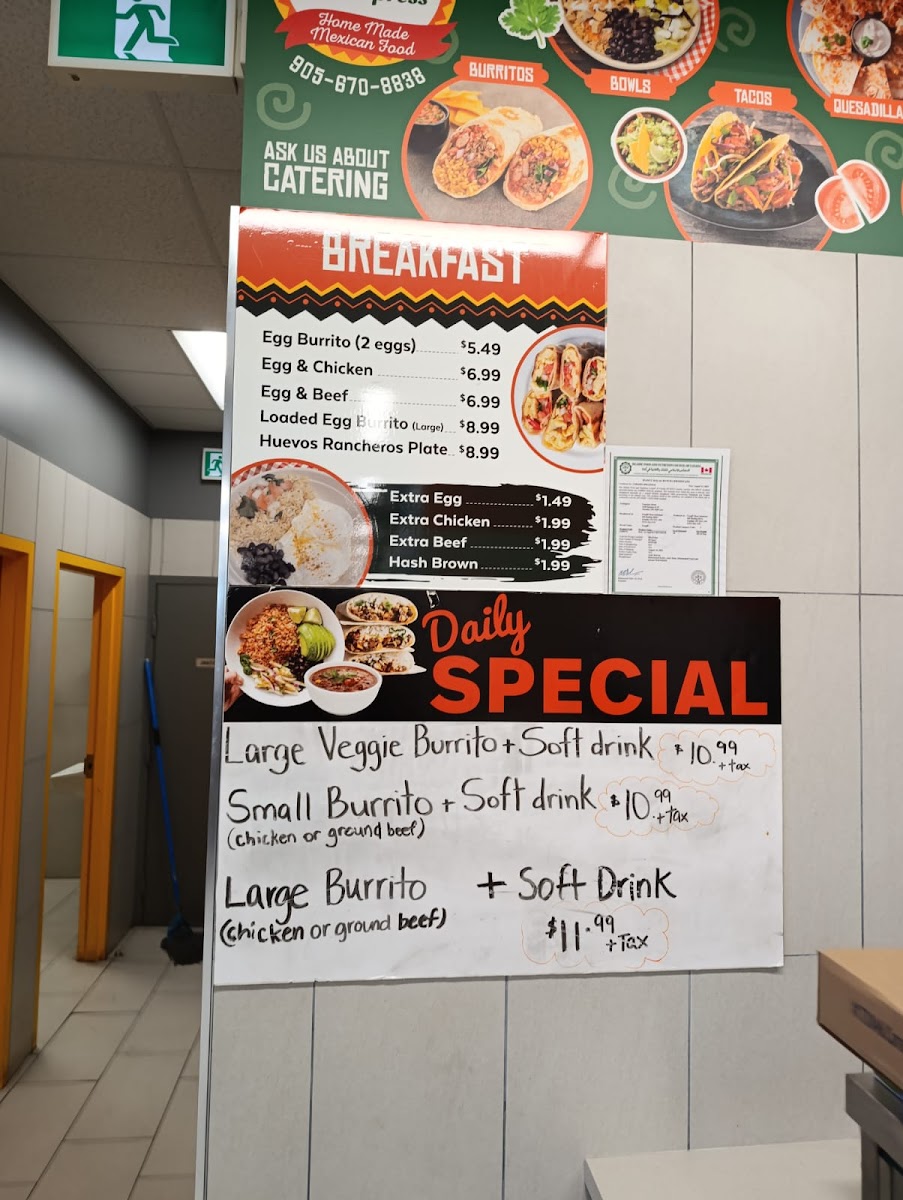 Home Made
Mexican Food
905-670-8838
ASK US ABOUT
CATERING
BURRITOS
BOWLS
TACOS
QUESADILLA
BREAKFAST
Egg Burrito (2 eggs) $5.49
Egg & Chicken $6.99
Egg & Beef $6.99
Loaded Egg Burrito (Large) $8.99
Huevos Rancheros Plate $8.99
Extra Egg $1.49
Extra Chicken $1.99
Extra Beef $1.99
Hash Brown $1.99
Daily
SPECIAL
Large Veggie Burrito + Soft drink $10.99 + tax
Small Burrito + Soft drink $10.99 + Tax
(chicken or ground beef)
Large Burrito + Soft Drink
(chicken or ground beef) $11.99 + Tax